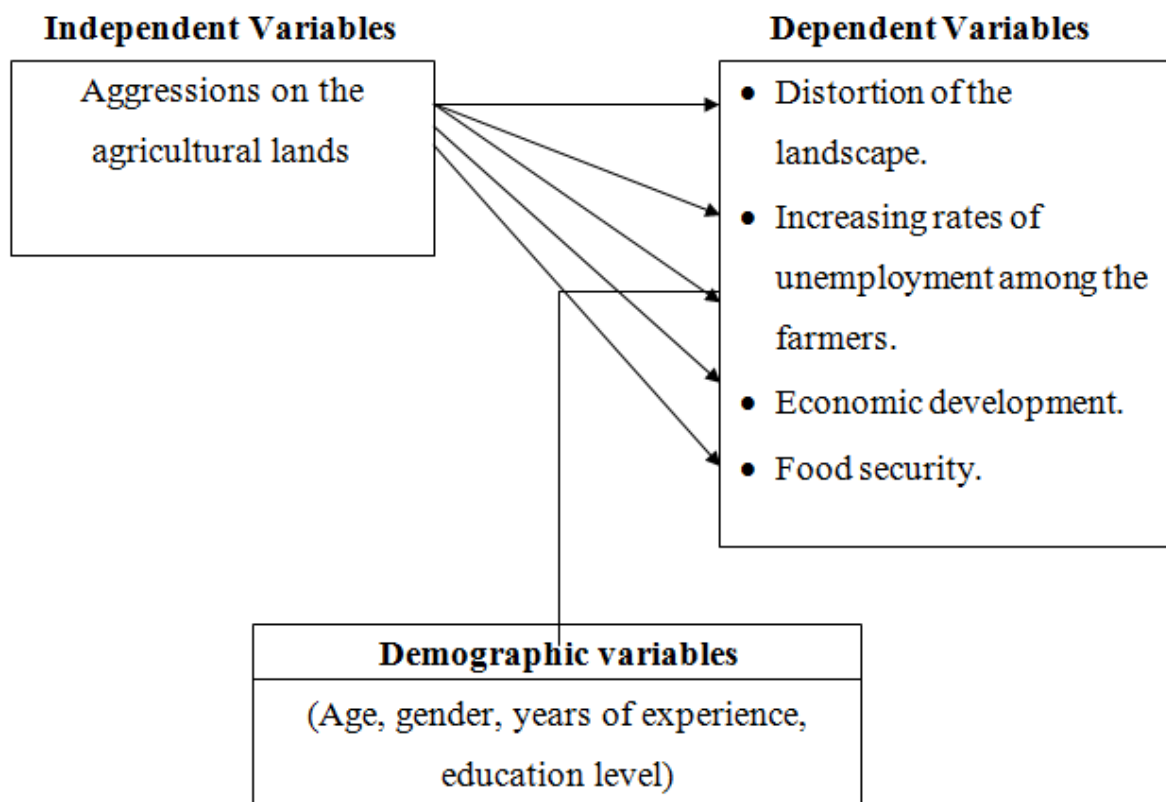 Independent Variables
Aggressions on the
agricultural lands
Dependent Variables
• Distortion of the
landscape.
• Increasing rates of
unemployment among the
farmers.
• Economic development.
• Food security.
Demographic variables
(Age, gender, years of experience,
education level)